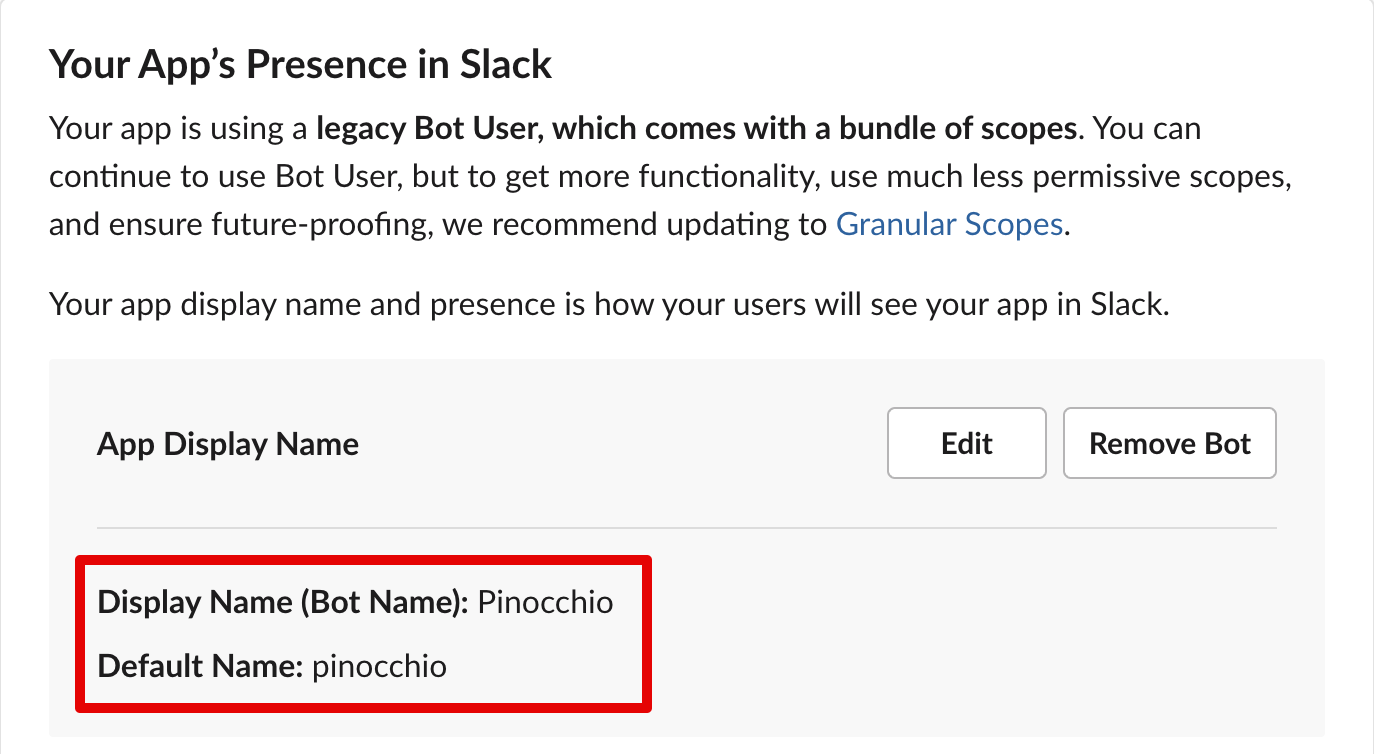 Your App’s Presence in Slack
Your app is using a legacy Bot User, which comes with a bundle of scopes. You can
continue to use Bot User, but to get more functionality, use much less permissive scopes,
and ensure future-proofing, we recommend updating to Granular Scopes.
Your app display name and presence is how your users will see your app in Slack.
App Display Name
Edit
Remove Bot
Display Name (Bot Name): Pinocchio
Default Name: pinocchio